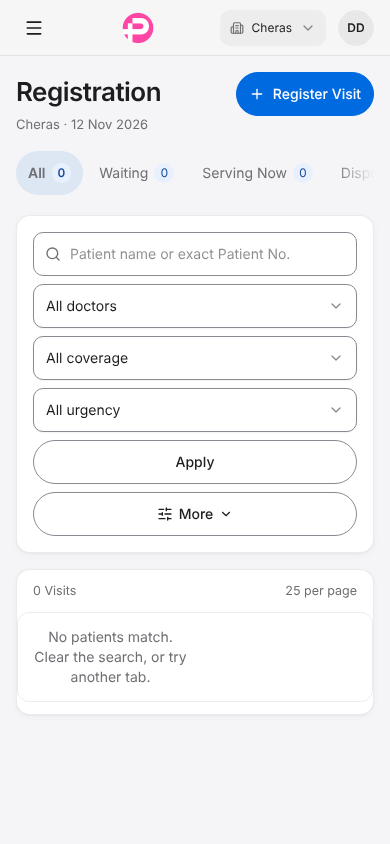 Cheras
DD
Registration
Register Visit
Cheras · 12 Nov 2026
All 0
Waiting 0
Serving Now 0
Patient name or exact Patient No.
All doctors
All coverage
All urgency
Apply
More
0 Visits
25 per page
No patients match.
Clear the search, or try
another tab.